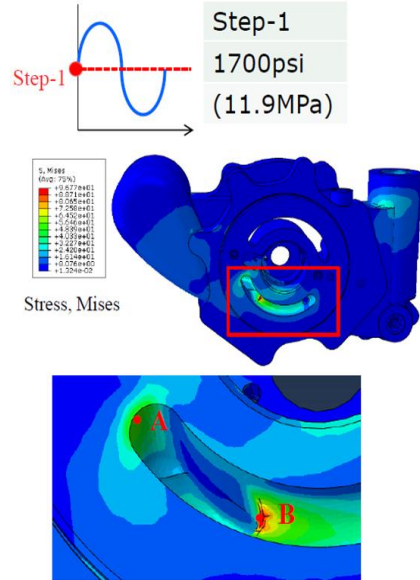 Step-1
Step-1
1700psi
(11.9MPa)
S, Mises
(Avg: 75%)
+9.677e+01
+8.871e+01
+8.065e+01
+7.258e+01
+6.452e+01
+5.646e+01
+4.839e+01
+4.033e+01
+3.227e+01
+2.420e+01
+1.614e+01
+8.076e+00
+1.324e-02
Stress, Mises
A
B